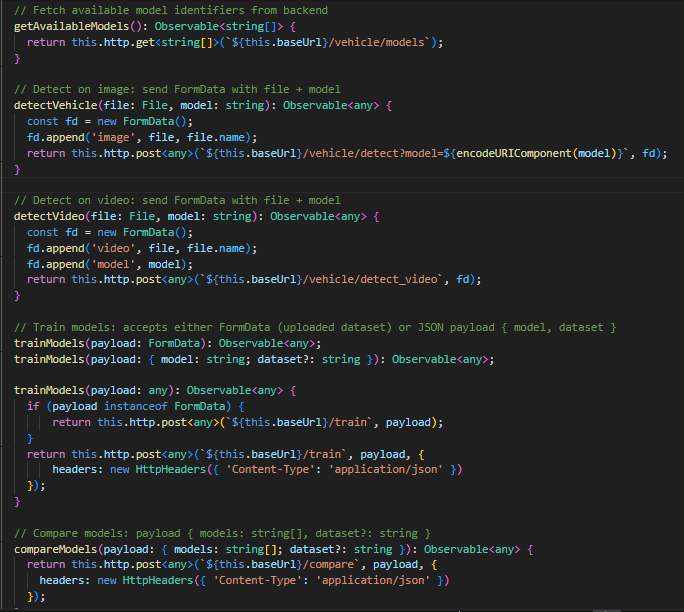 // Fetch available model identifiers from backend
getAvailableModels(): Observable<string[]> {
  return this.http.get<string[]>(`${this.baseUrl}/vehicle/models`);
}

// Detect on image: send FormData with file + model
detectVehicle(file: File, model: string): Observable<any> {
  const fd = new FormData();
  fd.append('image', file, file.name);
  return this.http.post<any>(`${this.baseUrl}/vehicle/detect?model=${encodeURIComponent(model)}`, fd);
}

// Detect on video: send FormData with file + model
detectVideo(file: File, model: string): Observable<any> {
  const fd = new FormData();
  fd.append('video', file, file.name);
  fd.append('model', model);
  return this.http.post<any>(`${this.baseUrl}/vehicle/detect_video`, fd);
}

// Train models: accepts either FormData (uploaded dataset) or JSON payload { model, dataset }
trainModels(payload: FormData): Observable<any>;
trainModels(payload: { model: string; dataset?: string }): Observable<any>;

trainModels(payload: any): Observable<any> {
  if (payload instanceof FormData) {
      return this.http.post<any>(`${this.baseUrl}/train`, payload);
  }
  return this.http.post<any>(`${this.baseUrl}/train`, payload, {
      headers: new HttpHeaders({ 'Content-Type': 'application/json' })
  });
}

// Compare models: payload { models: string[], dataset?: string }
compareModels(payload: { models: string[]; dataset?: string }): Observable<any> {
  return this.http.post<any>(`${this.baseUrl}/compare`, payload, {
    headers: new HttpHeaders({ 'Content-Type': 'application/json' })
  });